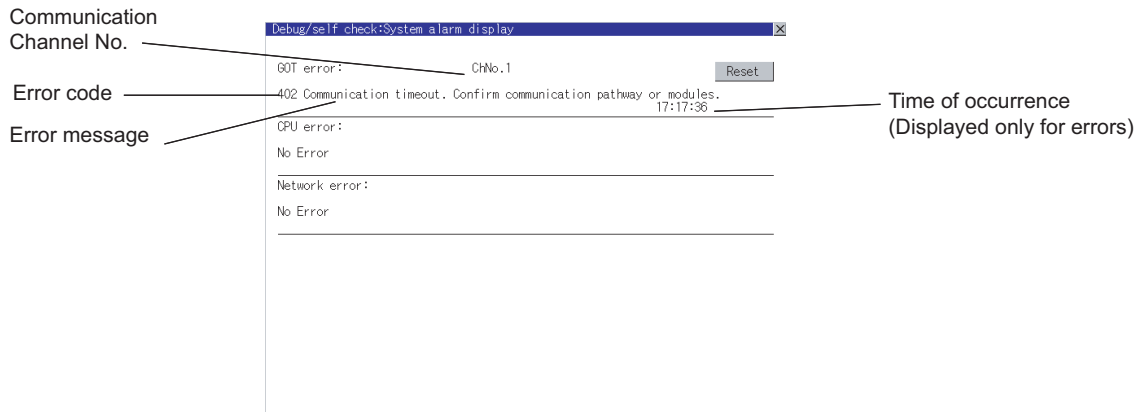 Communication
Channel No.
Debug/self check:System alarm display
GOT error: ChNo.1 Reset
Error code
402 Communication timeout. Confirm communication pathway or modules.
17:17:36
Time of occurrence
(Displayed only for errors)
Error message
CPU error:
No Error
Network error:
No Error